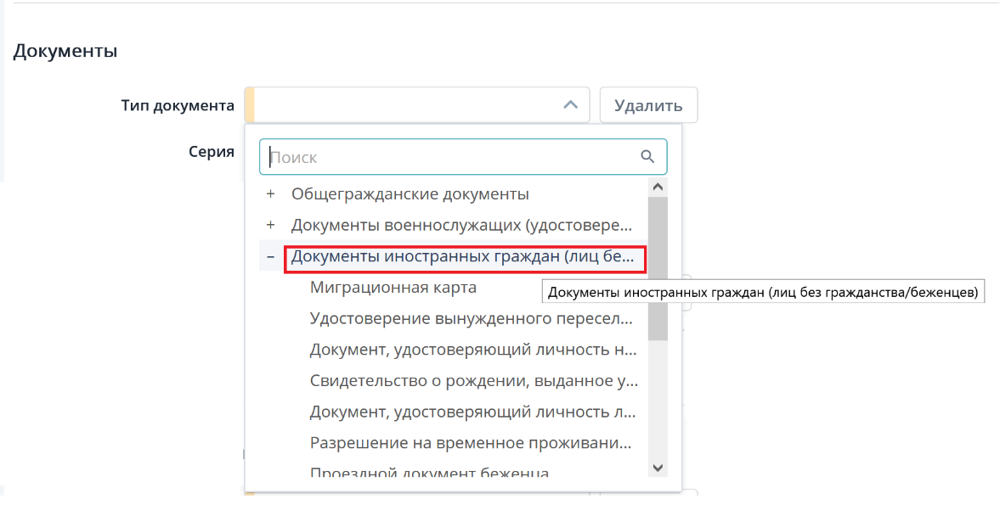 Документы
Тип документа
Удалить
Серия
Поиск
+ Общегражданские документы
+ Документы военнослужащих (удостовере...
– Документы иностранных граждан (лиц бе...
Миграционная карта
Документы иностранных граждан (лиц без гражданства/беженцев)
Удостоверение вынужденного пересел...
Документ, удостоверяющий личность н...
Свидетельство о рождении, выданное у...
Документ, удостоверяющий личность л...
Разрешение на временное проживани...
Проездной документ беженца